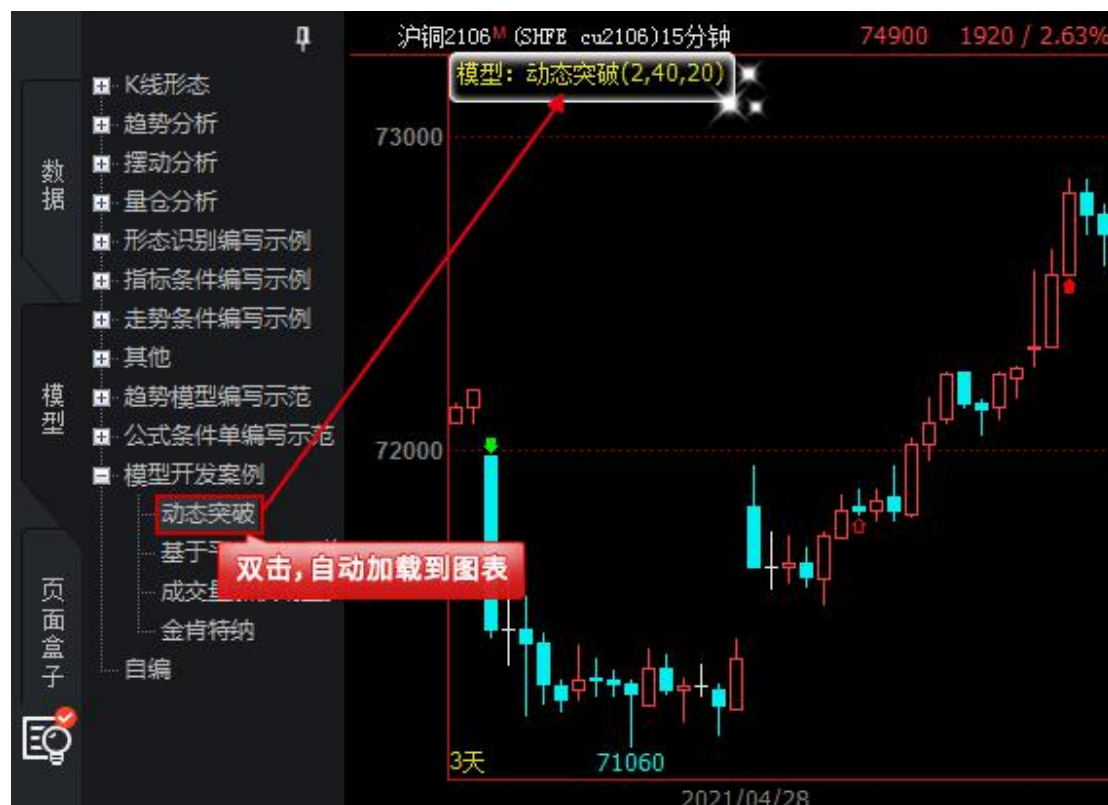 沪铜2106M (SHFE cu2106)15分钟 74900 1920 / 2.63%
模型：动态突破(2,40,20)
73000
72000
3天
71060
2021/04/28
数据
模型
页面盒子
K线形态
趋势分析
摆动分析
量仓分析
形态识别编写示例
指标条件编写示例
走势条件编写示例
其他
趋势模型编写示范
公式条件单编写示范
模型开发案例
动态突破
基于
双击,自动加载到图表
成交
金肯特纳
自编